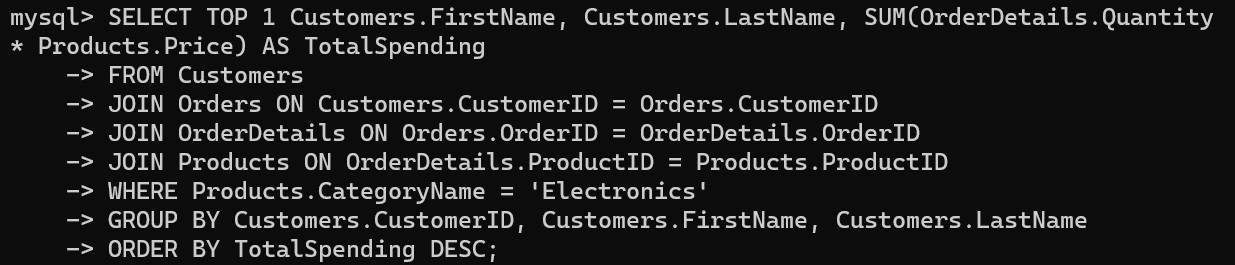 mysql> SELECT TOP 1 Customers.FirstName, Customers.LastName, SUM(OrderDetails.Quantity
* Products.Price) AS TotalSpending
    -> FROM Customers
    -> JOIN Orders ON Customers.CustomerID = Orders.CustomerID
    -> JOIN OrderDetails ON Orders.OrderID = OrderDetails.OrderID
    -> JOIN Products ON OrderDetails.ProductID = Products.ProductID
    -> WHERE Products.CategoryName = 'Electronics'
    -> GROUP BY Customers.CustomerID, Customers.FirstName, Customers.LastName
    -> ORDER BY TotalSpending DESC;